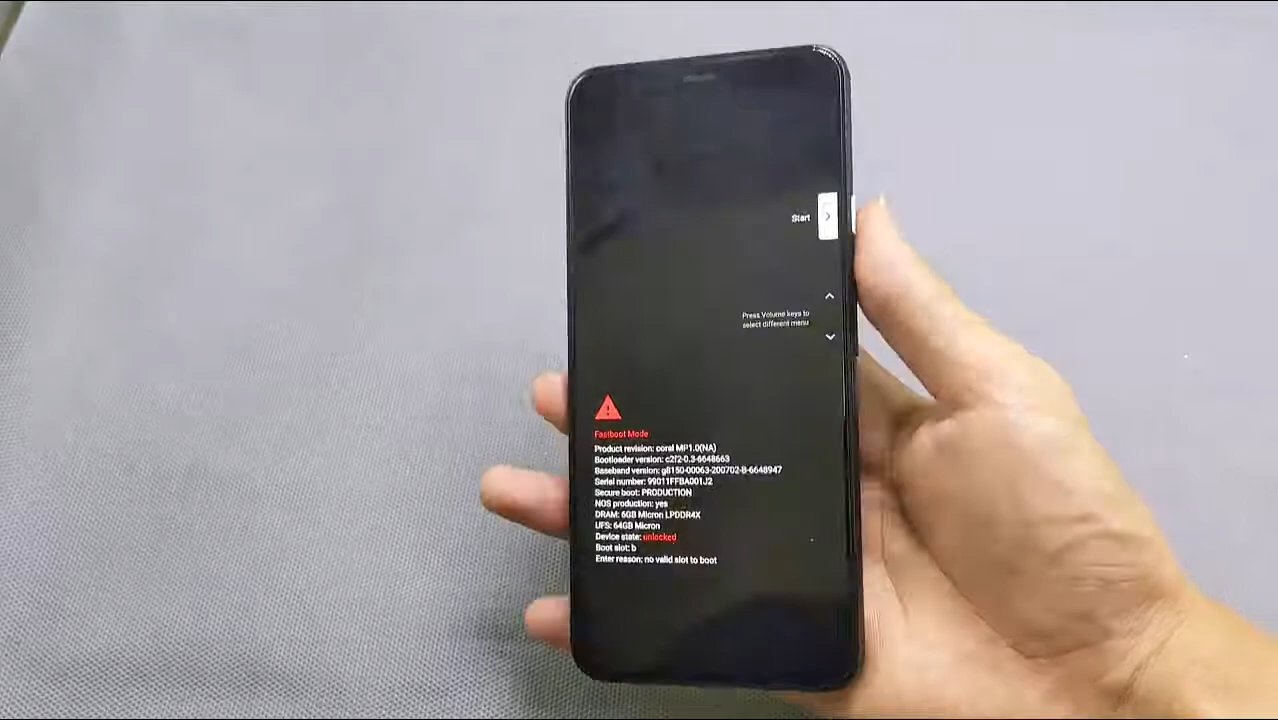 Start
Press Volume keys to
select different menu
Fastboot Mode
Product revision: coral MP1.0(NA)
Bootloader version: c2f2-0.3-6648663
Baseband version: g8150-00063-200702-B-6648947
Serial number: 99011FFBA001J2
Secure boot: PRODUCTION
NOS production: yes
DRAM: 6GB Micron LPDDR4X
UFS: 64GB Micron
Device state: unlocked
Boot slot: b
Enter reason: no valid slot to boot